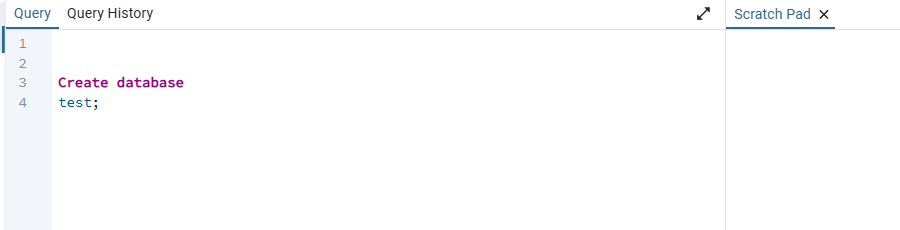 Query Query History Scratch Pad
1
2
3 Create database
4 test;